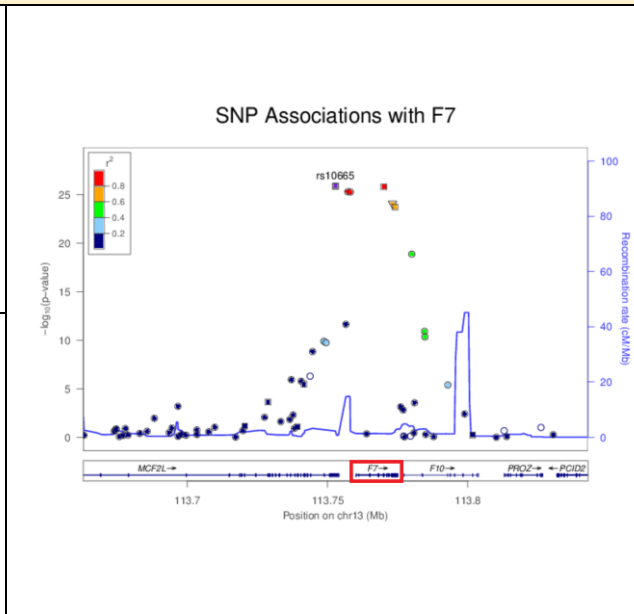 SNP Associations with F7
r²
0.8
0.6
0.4
0.2
rs10665
25
20
15
10
5
0
−log₁₀(p-value)
100
80
60
40
20
0
Recombination rate (cM/Mb)
MCF2L→
F7→
F10→
PROZ→
←PCID2
113.7
113.75
113.8
Position on chr13 (Mb)